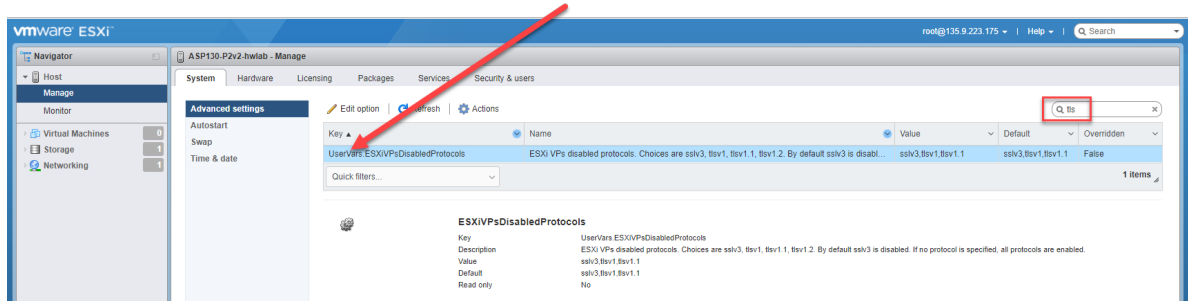 vmware ESXi™
root@135.9.223.175 | Help | Search
Navigator
ASP130-P2v2-hwlab - Manage
Host
Manage
Monitor
Virtual Machines 0
Storage 1
Networking 1
System Hardware Licensing Packages Services Security & users
Advanced settings
Autostart
Swap
Time & date
Edit option | Refresh | Actions
tls
Key Name Value Default Overridden
UserVars.ESXiVPsDisabledProtocols ESXi VPs disabled protocols. Choices are sslv3, tlsv1, tlsv1.1, tlsv1.2. By default sslv3 is disabl... sslv3,tlsv1,tlsv1.1 sslv3,tlsv1,tlsv1.1 False
Quick filters... 1 items
ESXiVPsDisabledProtocols
Key UserVars.ESXiVPsDisabledProtocols
Description ESXi VPs disabled protocols. Choices are sslv3, tlsv1, tlsv1.1, tlsv1.2. By default sslv3 is disabled. If no protocol is specified, all protocols are enabled.
Value sslv3,tlsv1,tlsv1.1
Default sslv3,tlsv1,tlsv1.1
Read only No